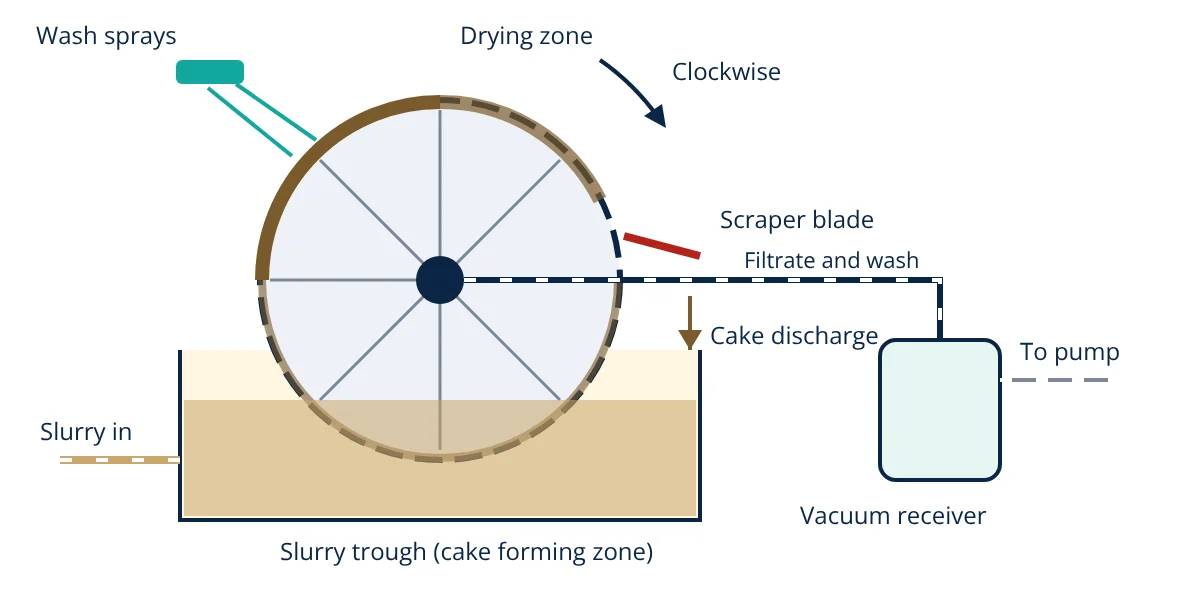 Wash sprays
Drying zone
Clockwise
Scraper blade
Filtrate and wash
Cake discharge
To pump
Slurry in
Vacuum receiver
Slurry trough (cake forming zone)